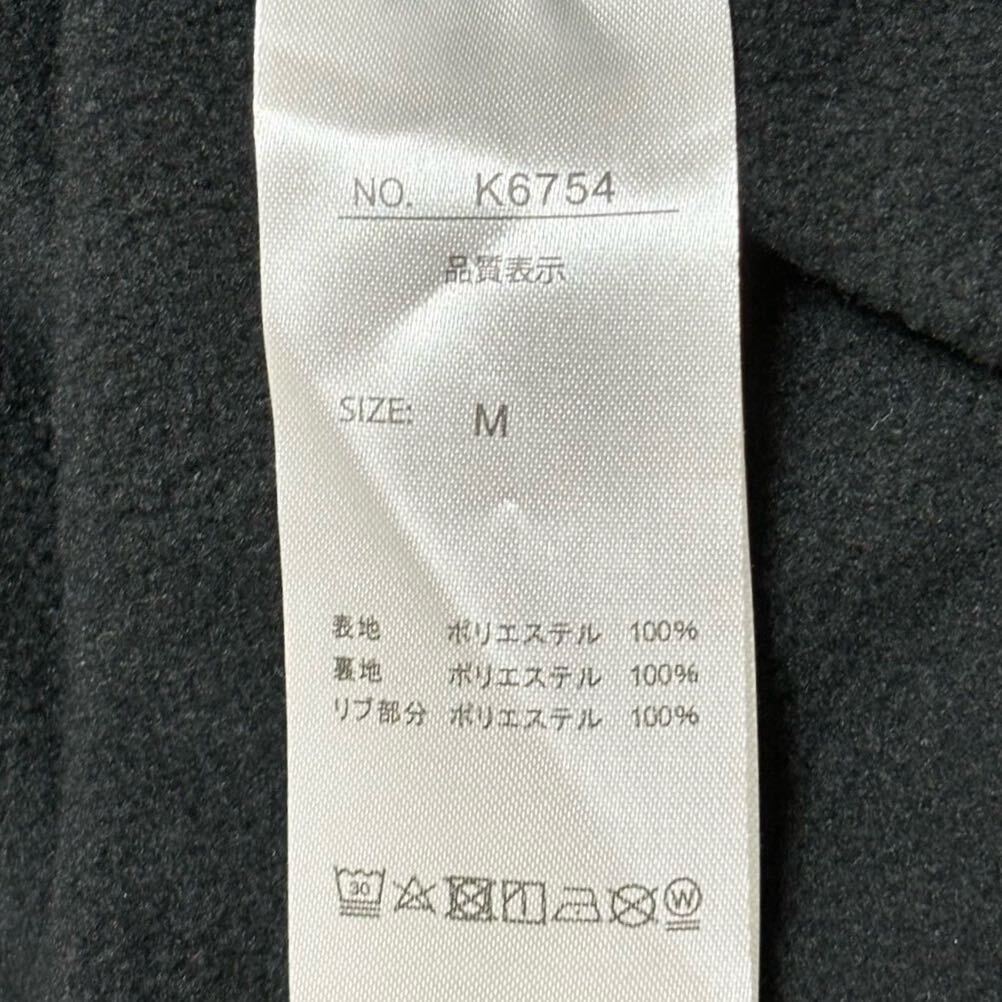 NO. K6754
品質表示
SIZE: M
表地 ポリエステル 100%
裏地 ポリエステル 100%
リブ部分 ポリエステル 100%
30 W